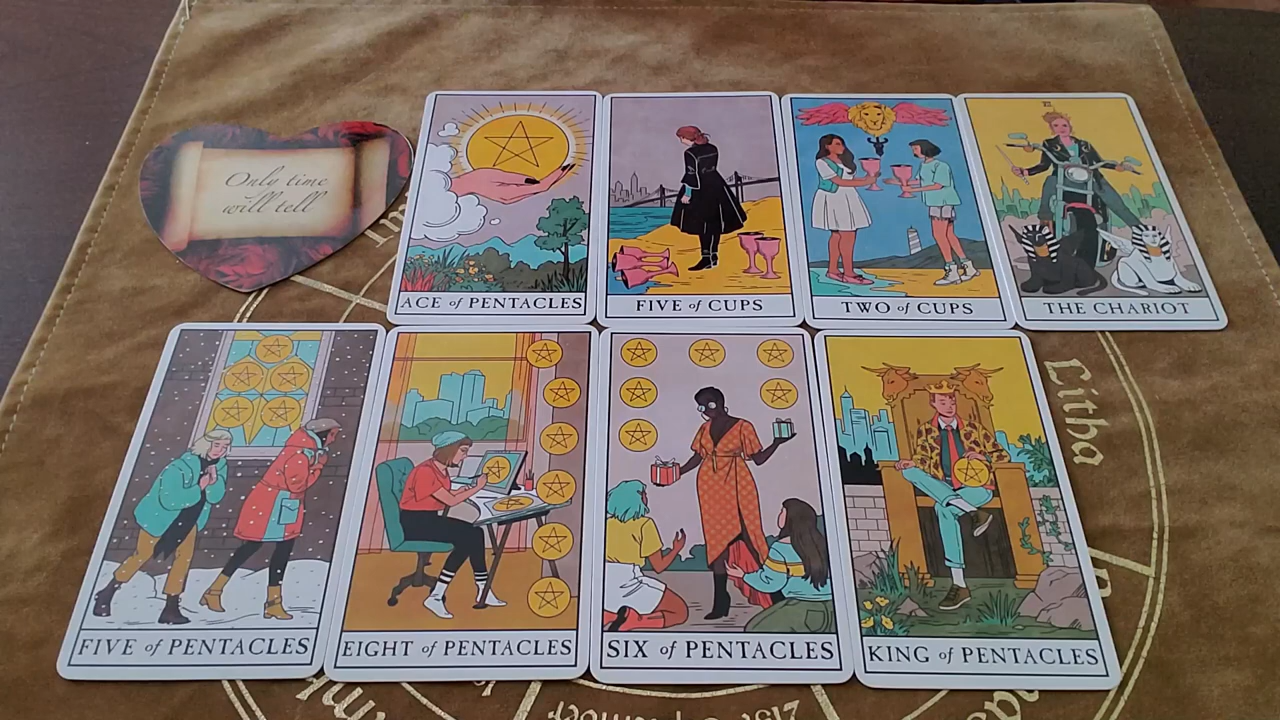 Only time
will tell
ACE of PENTACLES
FIVE of CUPS
TWO of CUPS
THE CHARIOT
FIVE of PENTACLES
EIGHT of PENTACLES
SIX of PENTACLES
KING of PENTACLES
Litha